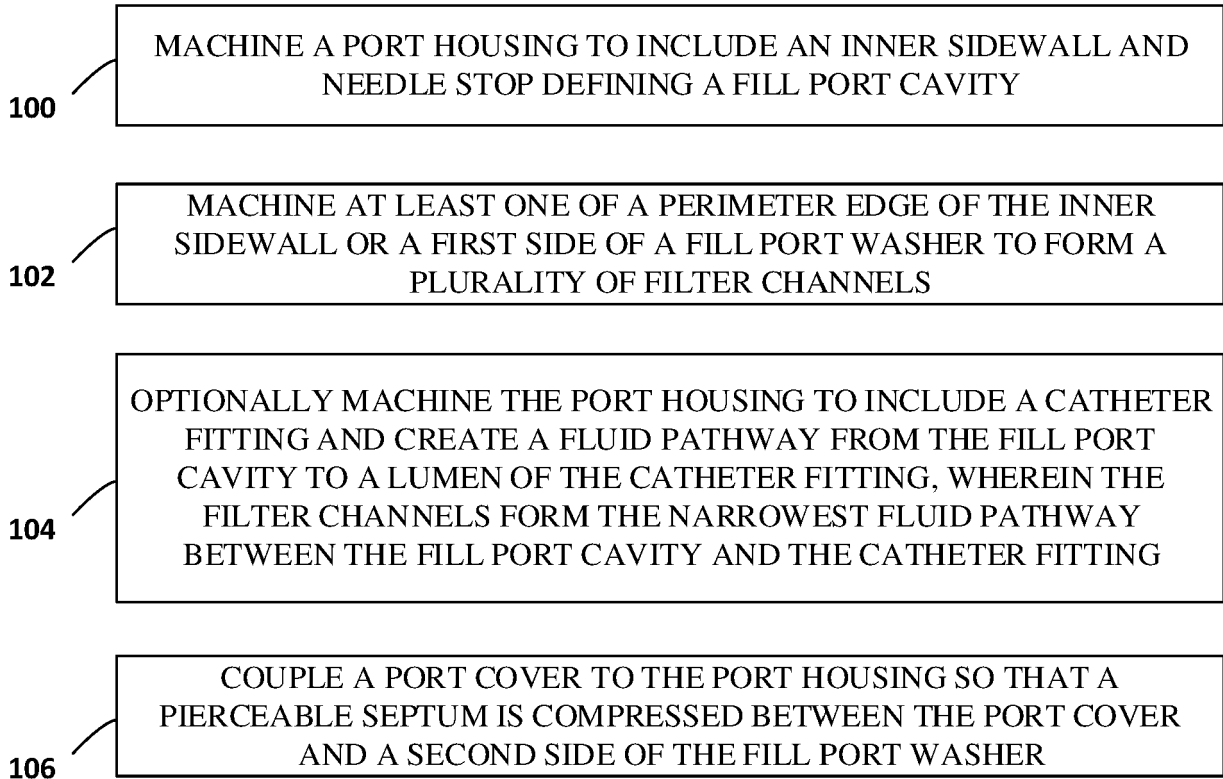 MACHINE A PORT HOUSING TO INCLUDE AN INNER SIDEWALL AND
NEEDLE STOP DEFINING A FILL PORT CAVITY
100
MACHINE AT LEAST ONE OF A PERIMETER EDGE OF THE INNER
SIDEWALL OR A FIRST SIDE OF A FILL PORT WASHER TO FORM A
PLURALITY OF FILTER CHANNELS
102
OPTIONALLY MACHINE THE PORT HOUSING TO INCLUDE A CATHETER
FITTING AND CREATE A FLUID PATHWAY FROM THE FILL PORT
CAVITY TO A LUMEN OF THE CATHETER FITTING, WHEREIN THE
FILTER CHANNELS FORM THE NARROWEST FLUID PATHWAY
BETWEEN THE FILL PORT CAVITY AND THE CATHETER FITTING
104
COUPLE A PORT COVER TO THE PORT HOUSING SO THAT A
PIERCEABLE SEPTUM IS COMPRESSED BETWEEN THE PORT COVER
AND A SECOND SIDE OF THE FILL PORT WASHER
106